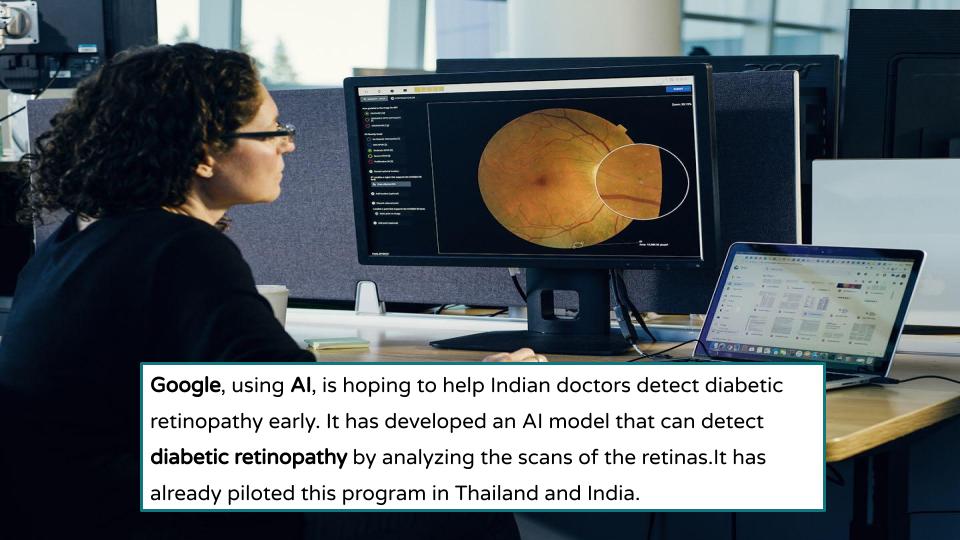 acer
Google, using AI, is hoping to help Indian doctors detect diabetic
retinopathy early. It has developed an AI model that can detect
diabetic retinopathy by analyzing the scans of the retinas.It has
already piloted this program in Thailand and India.